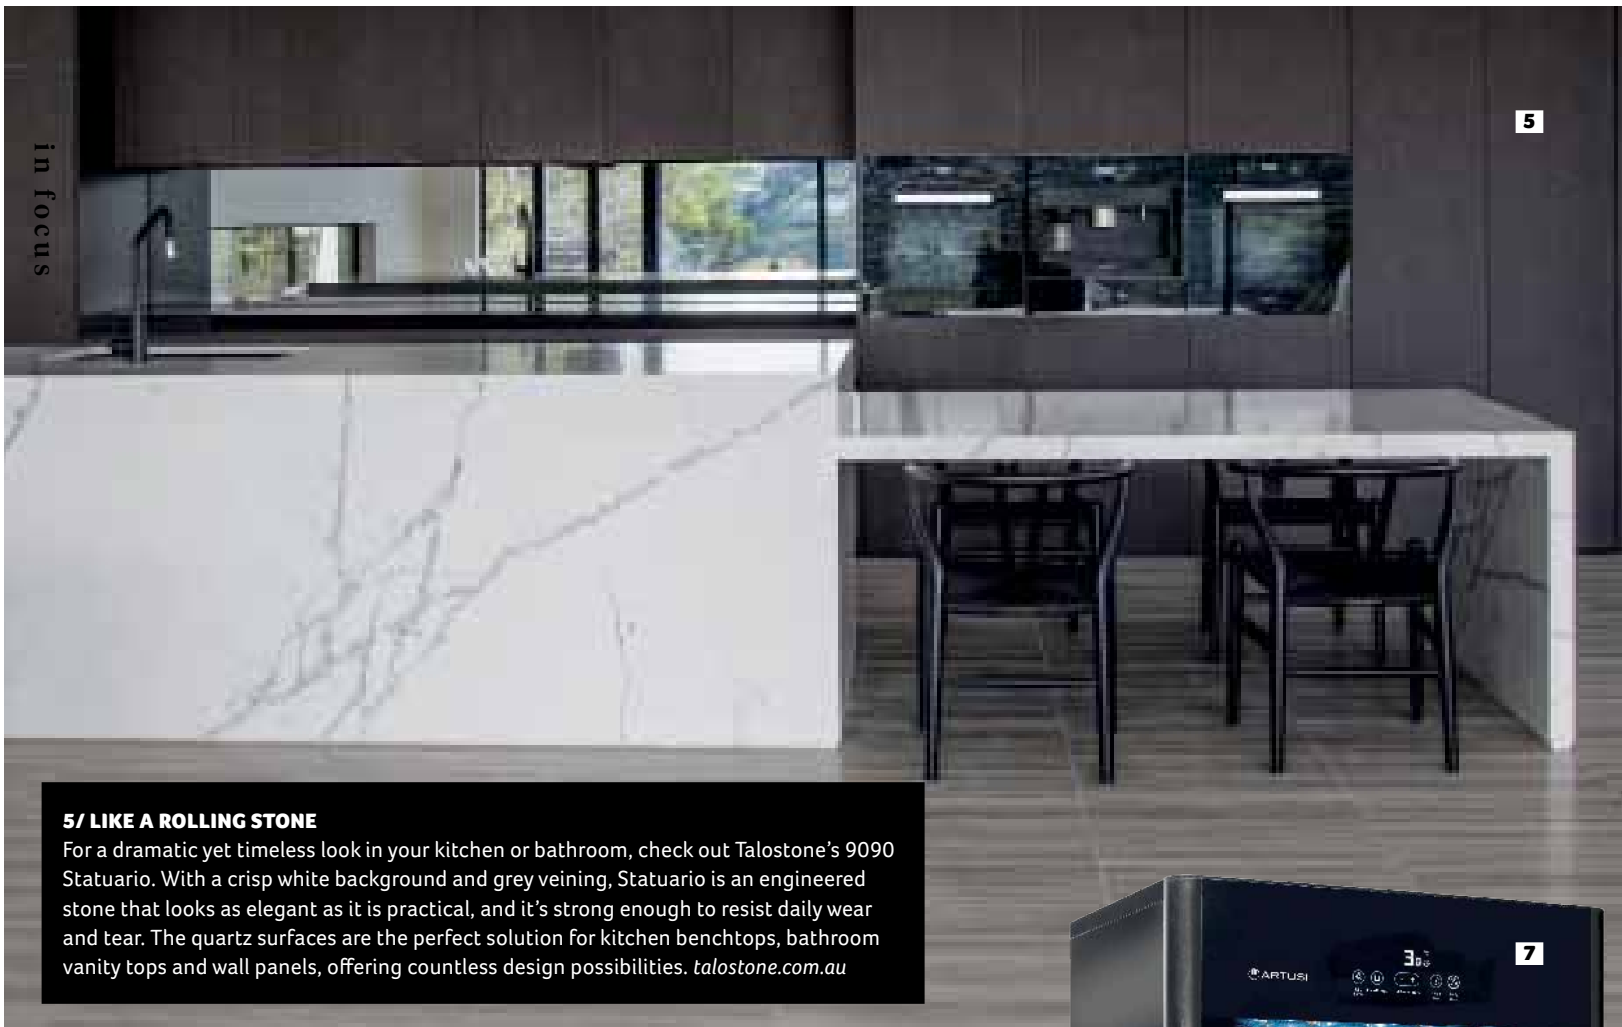 in focus
5
5/ LIKE A ROLLING STONE
For a dramatic yet timeless look in your kitchen or bathroom, check out Talostone’s 9090
Statuario. With a crisp white background and grey veining, Statuario is an engineered
stone that looks as elegant as it is practical, and it’s strong enough to resist daily wear
and tear. The quartz surfaces are the perfect solution for kitchen benchtops, bathroom
vanity tops and wall panels, offering countless design possibilities. talostone.com.au
7
ARTUSI